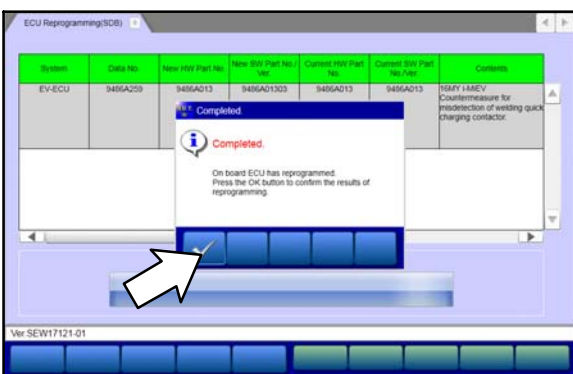 ECU Reprogramming(SDB)
System
Data No.
New HW Part No.
New SW Part No./
Ver.
Current HW Part
No.
Current SW Part
No./Ver.
Contents
EV-ECU
9486A259
9486A013
9486A01303
9486A013
9486A013
16MY i-MiEV
Countermeasure for
misdetection of welding quick
charging contactor.
Completed
Completed.
On board ECU has reprogrammed.
Press the OK button to confirm the results of
reprogramming.
Ver.SEW17121-01